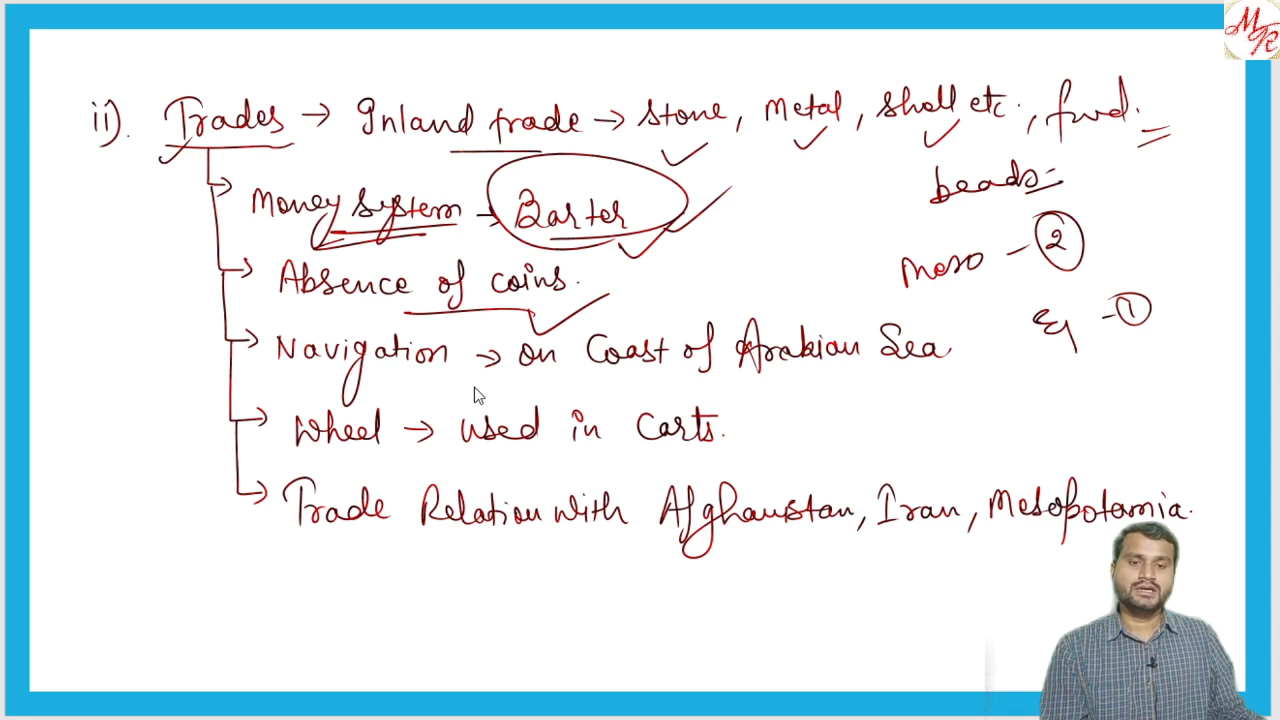 ii). Trades → Inland trade → Stone, Metal, Shell etc., food.
beads
Money System → Barter
Meso - 2
Absence of coins.
Eg - 1
Navigation → on Coast of Arabian Sea
Wheel → used in Carts.
Trade Relation with Afghanistan, Iran, Mesopotamia.
MR